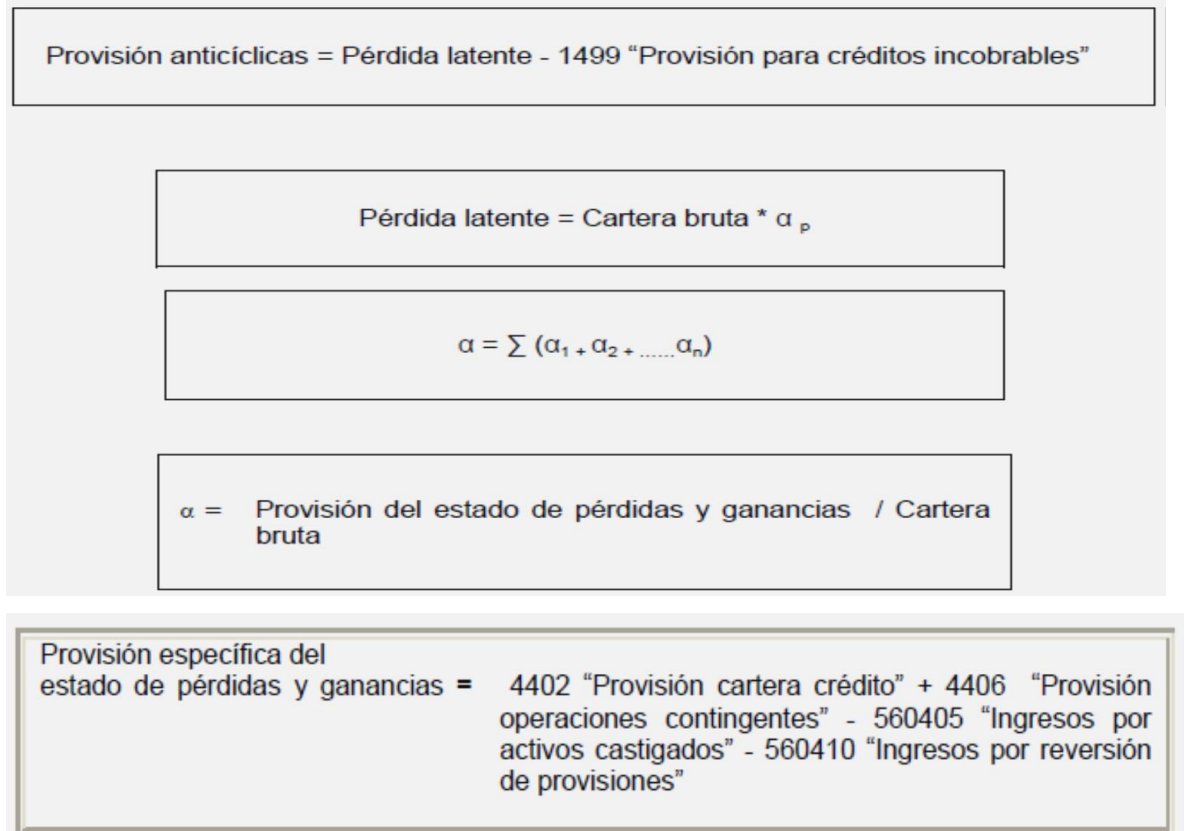 Provisión anticíclicas = Pérdida latente - 1499 “Provisión para créditos incobrables”
Pérdida latente = Cartera bruta * α p
α = ∑ (α1 + α2 + ......αn)
α = Provisión del estado de pérdidas y ganancias / Cartera
bruta
Provisión específica del
estado de pérdidas y ganancias = 4402 “Provisión cartera crédito” + 4406 “Provisión
operaciones contingentes” - 560405 “Ingresos por
activos castigados” - 560410 “Ingresos por reversión
de provisiones”